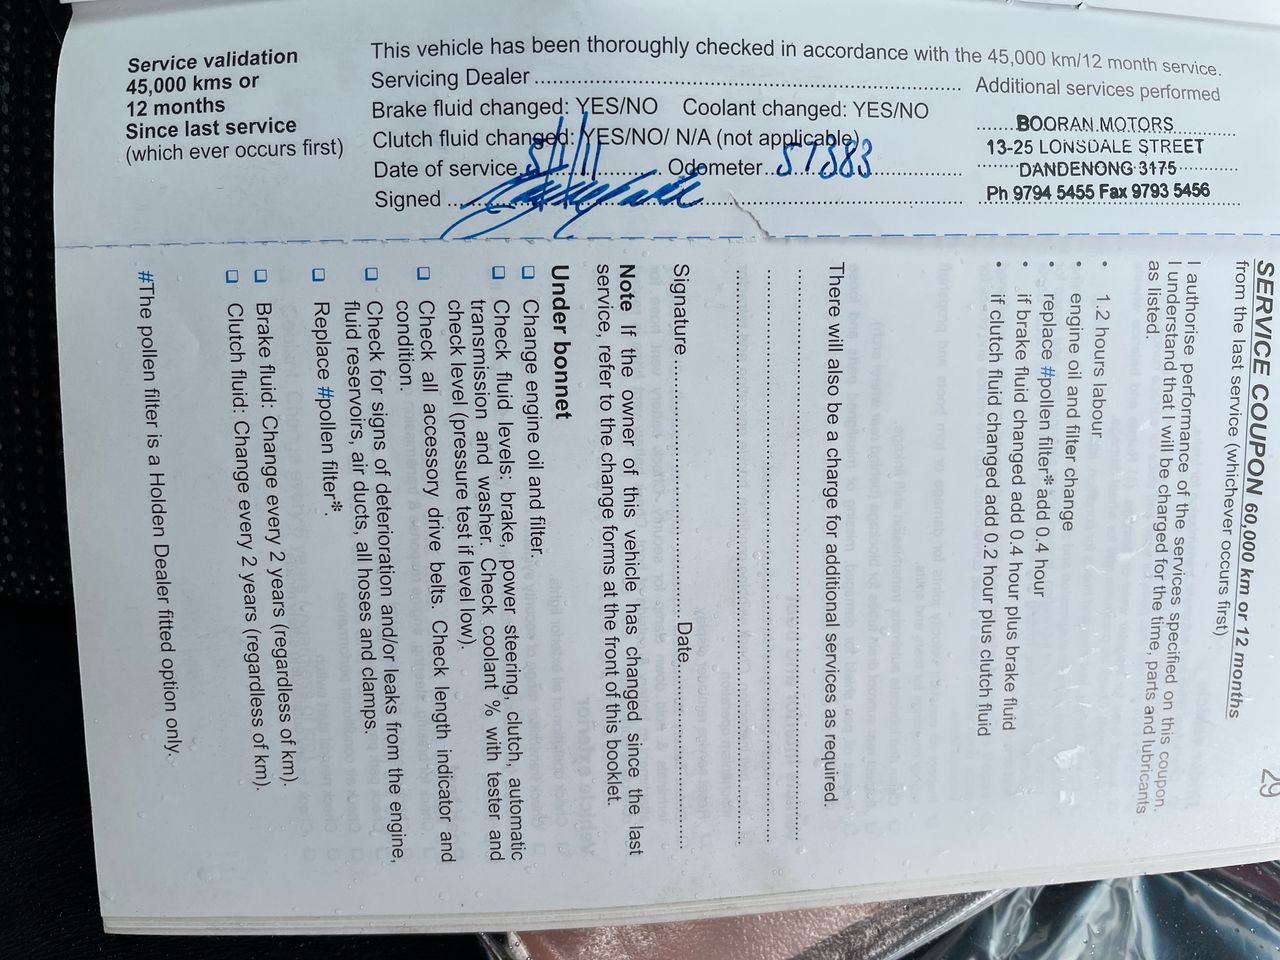 Service validation
45,000 kms or
12 months
Since last service
(which ever occurs first)
This vehicle has been thoroughly checked in accordance with the 45,000 km/12 month service.
Servicing Dealer
Additional services performed
Brake fluid changed: YES/NO Coolant changed: YES/NO
Clutch fluid changed: YES/NO/ N/A (not applicable)
Date of service 5/1/11 Odometer 57383
Signed
BOORAN MOTORS
13-25 LONSDALE STREET
DANDENONG 3175
Ph 9794 5455 Fax 9793 5456
29
SERVICE COUPON 60,000 km or 12 months
from the last service (whichever occurs first)
I authorise performance of the services specified on this coupon.
I understand that I will be charged for the time, parts and lubricants
as listed.
• 1.2 hours labour
• engine oil and filter change
• replace #pollen filter* add 0.4 hour
• if brake fluid changed add 0.4 hour plus brake fluid
• if clutch fluid changed add 0.2 hour plus clutch fluid
There will also be a charge for additional services as required.
Signature Date
Note If the owner of this vehicle has changed since the last
service, refer to the change forms at the front of this booklet.
Under bonnet
Change engine oil and filter.
Check fluid levels: brake, power steering, clutch, automatic
transmission and washer. Check coolant % with tester and
check level (pressure test if level low).
Check all accessory drive belts. Check length indicator and
condition.
Check for signs of deterioration and/or leaks from the engine,
fluid reservoirs, air ducts, all hoses and clamps.
Replace #pollen filter*.
Brake fluid: Change every 2 years (regardless of km).
Clutch fluid: Change every 2 years (regardless of km).
#The pollen filter is a Holden Dealer fitted option only.